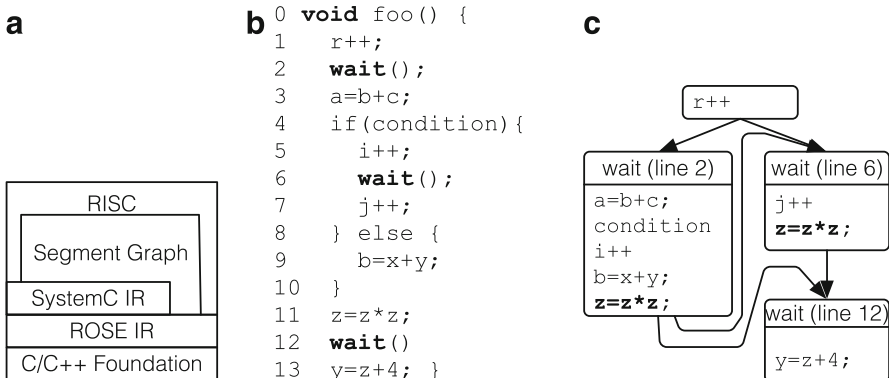 a
RISC
Segment Graph
SystemC IR
ROSE IR
C/C++ Foundation
b
0 void foo() {
1 r++;
2 wait();
3 a=b+c;
4 if(condition){
5 i++;
6 wait();
7 j++;
8 } else {
9 b=x+y;
10 }
11 z=z*z;
12 wait()
13 y=z+4; }
c
r++
wait (line 2)
a=b+c;
condition
i++
b=x+y;
z=z*z;
wait (line 6)
j++
z=z*z;
wait (line 12)
y=z+4;